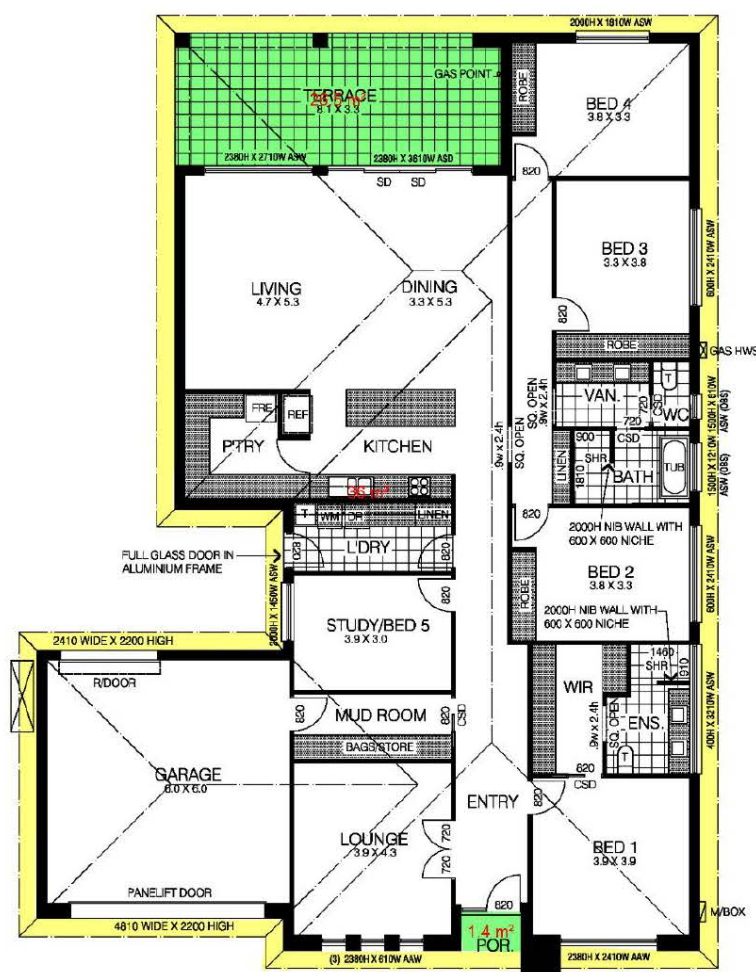 2000H X 1810W ASW
GAS POINT
TERRACE
8.1 X 3.3
ROBE
BED 4
3.8 X 3.3
2380H X 2710W ASW
2380H X 3610W ASD
SD
SD
820
BED 3
3.3 X 3.8
600H X 2410W ASW
LIVING
4.7 X 5.3
DINING
3.3 X 5.3
820
ROBE
GAS HWS
FRE
REF
P'TRY
KITCHEN
36 m²
.9w x 2.4h
SQ. OPEN
SQ. OPEN
.9w x 2.4h
VAN.
720
720
CSD
T
WC
1500H X 610W
ASW (OBS)
900
SHR
1810
CSD
BATH
TUB
LINEN
1500H X 1210W
ASW (OBS)
T
WM
DR
LINEN
820
L'DRY
820
FULL GLASS DOOR IN
ALUMINIUM FRAME
820
2000H NIB WALL WITH
600 X 600 NICHE
BED 2
3.8 X 3.3
ROBE
600H X 2410W ASW
2000H NIB WALL WITH
600 X 600 NICHE
820
STUDY/BED 5
3.9 X 3.0
2410 WIDE X 2200 HIGH
R/DOOR
820
MUD ROOM
820
CSD
BAGS/STORE
WIR
SQ. OPEN
.9w x 2.4h
1460
SHR
910
ENS.
T
400H X 3210W ASW
820
CSD
GARAGE
6.0 X 6.0
LOUNGE
3.9 X 4.3
720
720
ENTRY
820
BED 1
3.9 X 3.9
PANELIFT DOOR
4810 WIDE X 2200 HIGH
820
1.4 m²
POR.
M/BOX
(3) 2380H X 610W AAW
2380H X 2410W AAW